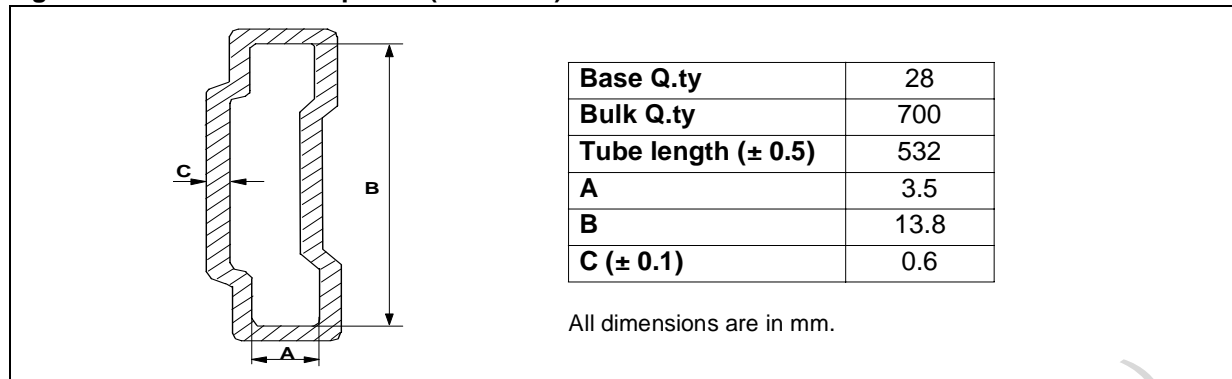 C
B
A
Base Q.ty 28
Bulk Q.ty 700
Tube length (± 0.5) 532
A 3.5
B 13.8
C (± 0.1) 0.6
All dimensions are in mm.